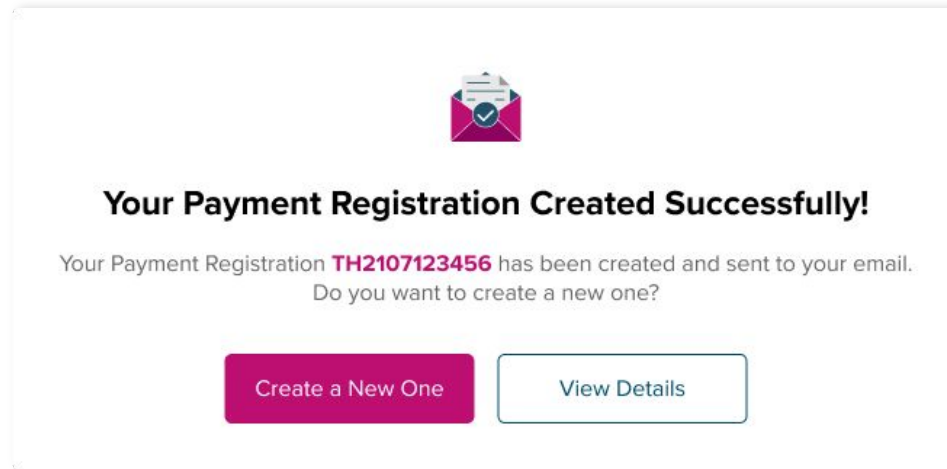 Your Payment Registration Created Successfully!
Your Payment Registration TH2107123456 has been created and sent to your email.
Do you want to create a new one?
Create a New One
View Details